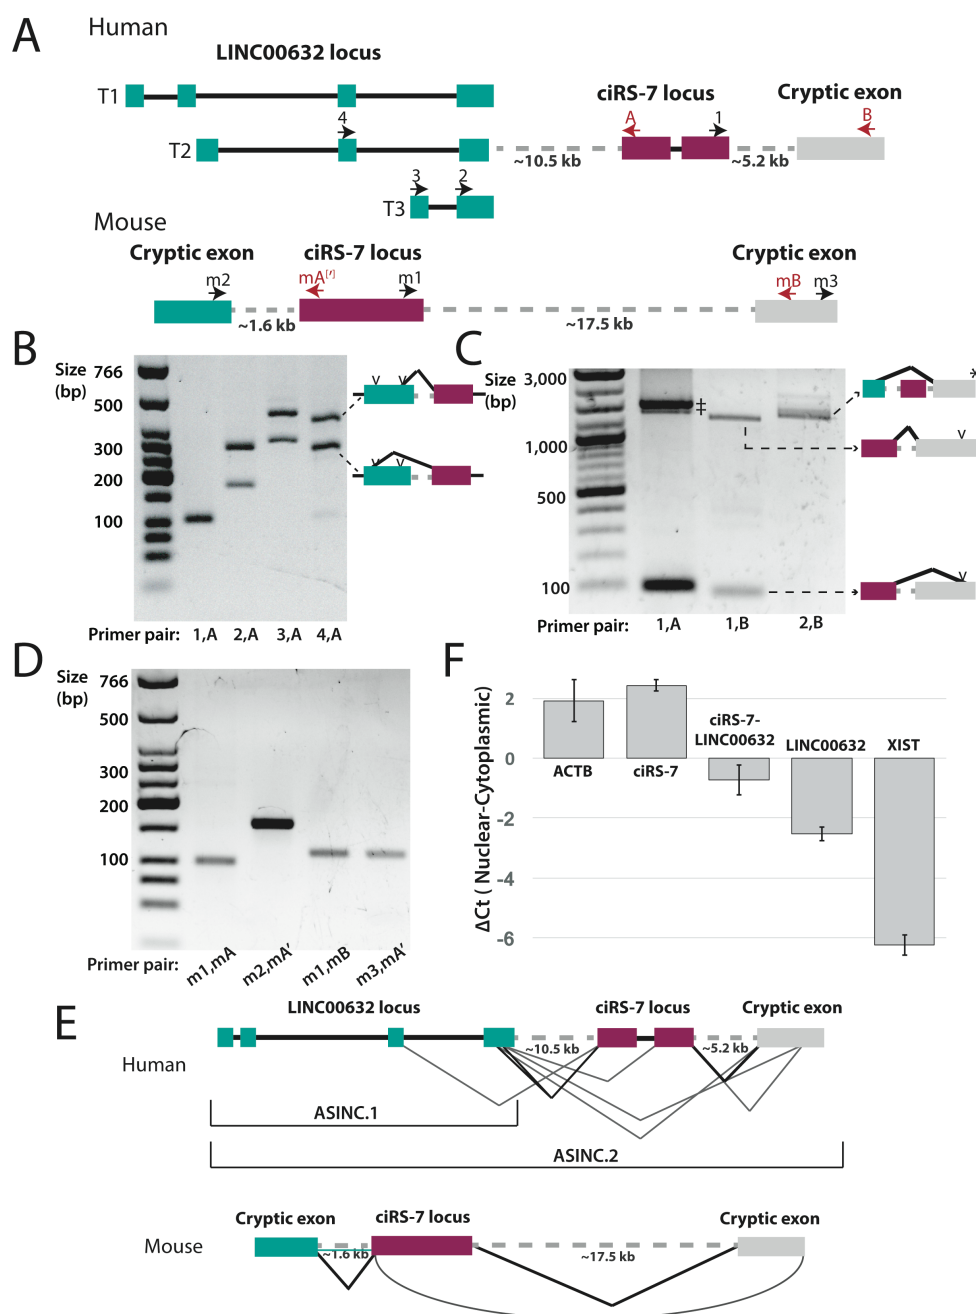 A
Human
LINC00632 locus
T1
ciRS-7 locus
Cryptic exon
4
A
1
B
T2
~10.5 kb
~5.2 kb
3
2
T3
Mouse
Cryptic exon
ciRS-7 locus
Cryptic exon
m2
mA[′]
m1
mB
m3
~1.6 kb
~17.5 kb
B
Size
(bp)
766
500
300
200
100
v v
v v
Primer pair: 1,A 2,A 3,A 4,A
C
Size
(bp)
3,000
1,000
500
100
‡
*
v
v
Primer pair: 1,A 1,B 2,B
D
Size
(bp)
766
500
300
200
100
Primer pair: m1,mA m2,mA′ m1,mB m3,mA′
F
ΔCt ( Nuclear-Cytoplasmic)
2
0
-2
-4
-6
ACTB
ciRS-7
ciRS-7-
LINC00632
LINC00632
XIST
E
LINC00632 locus
ciRS-7 locus
Cryptic exon
~10.5 kb
~5.2 kb
Human
ASINC.1
ASINC.2
Cryptic exon
ciRS-7 locus
Cryptic exon
Mouse
~1.6 kb
~17.5 kb